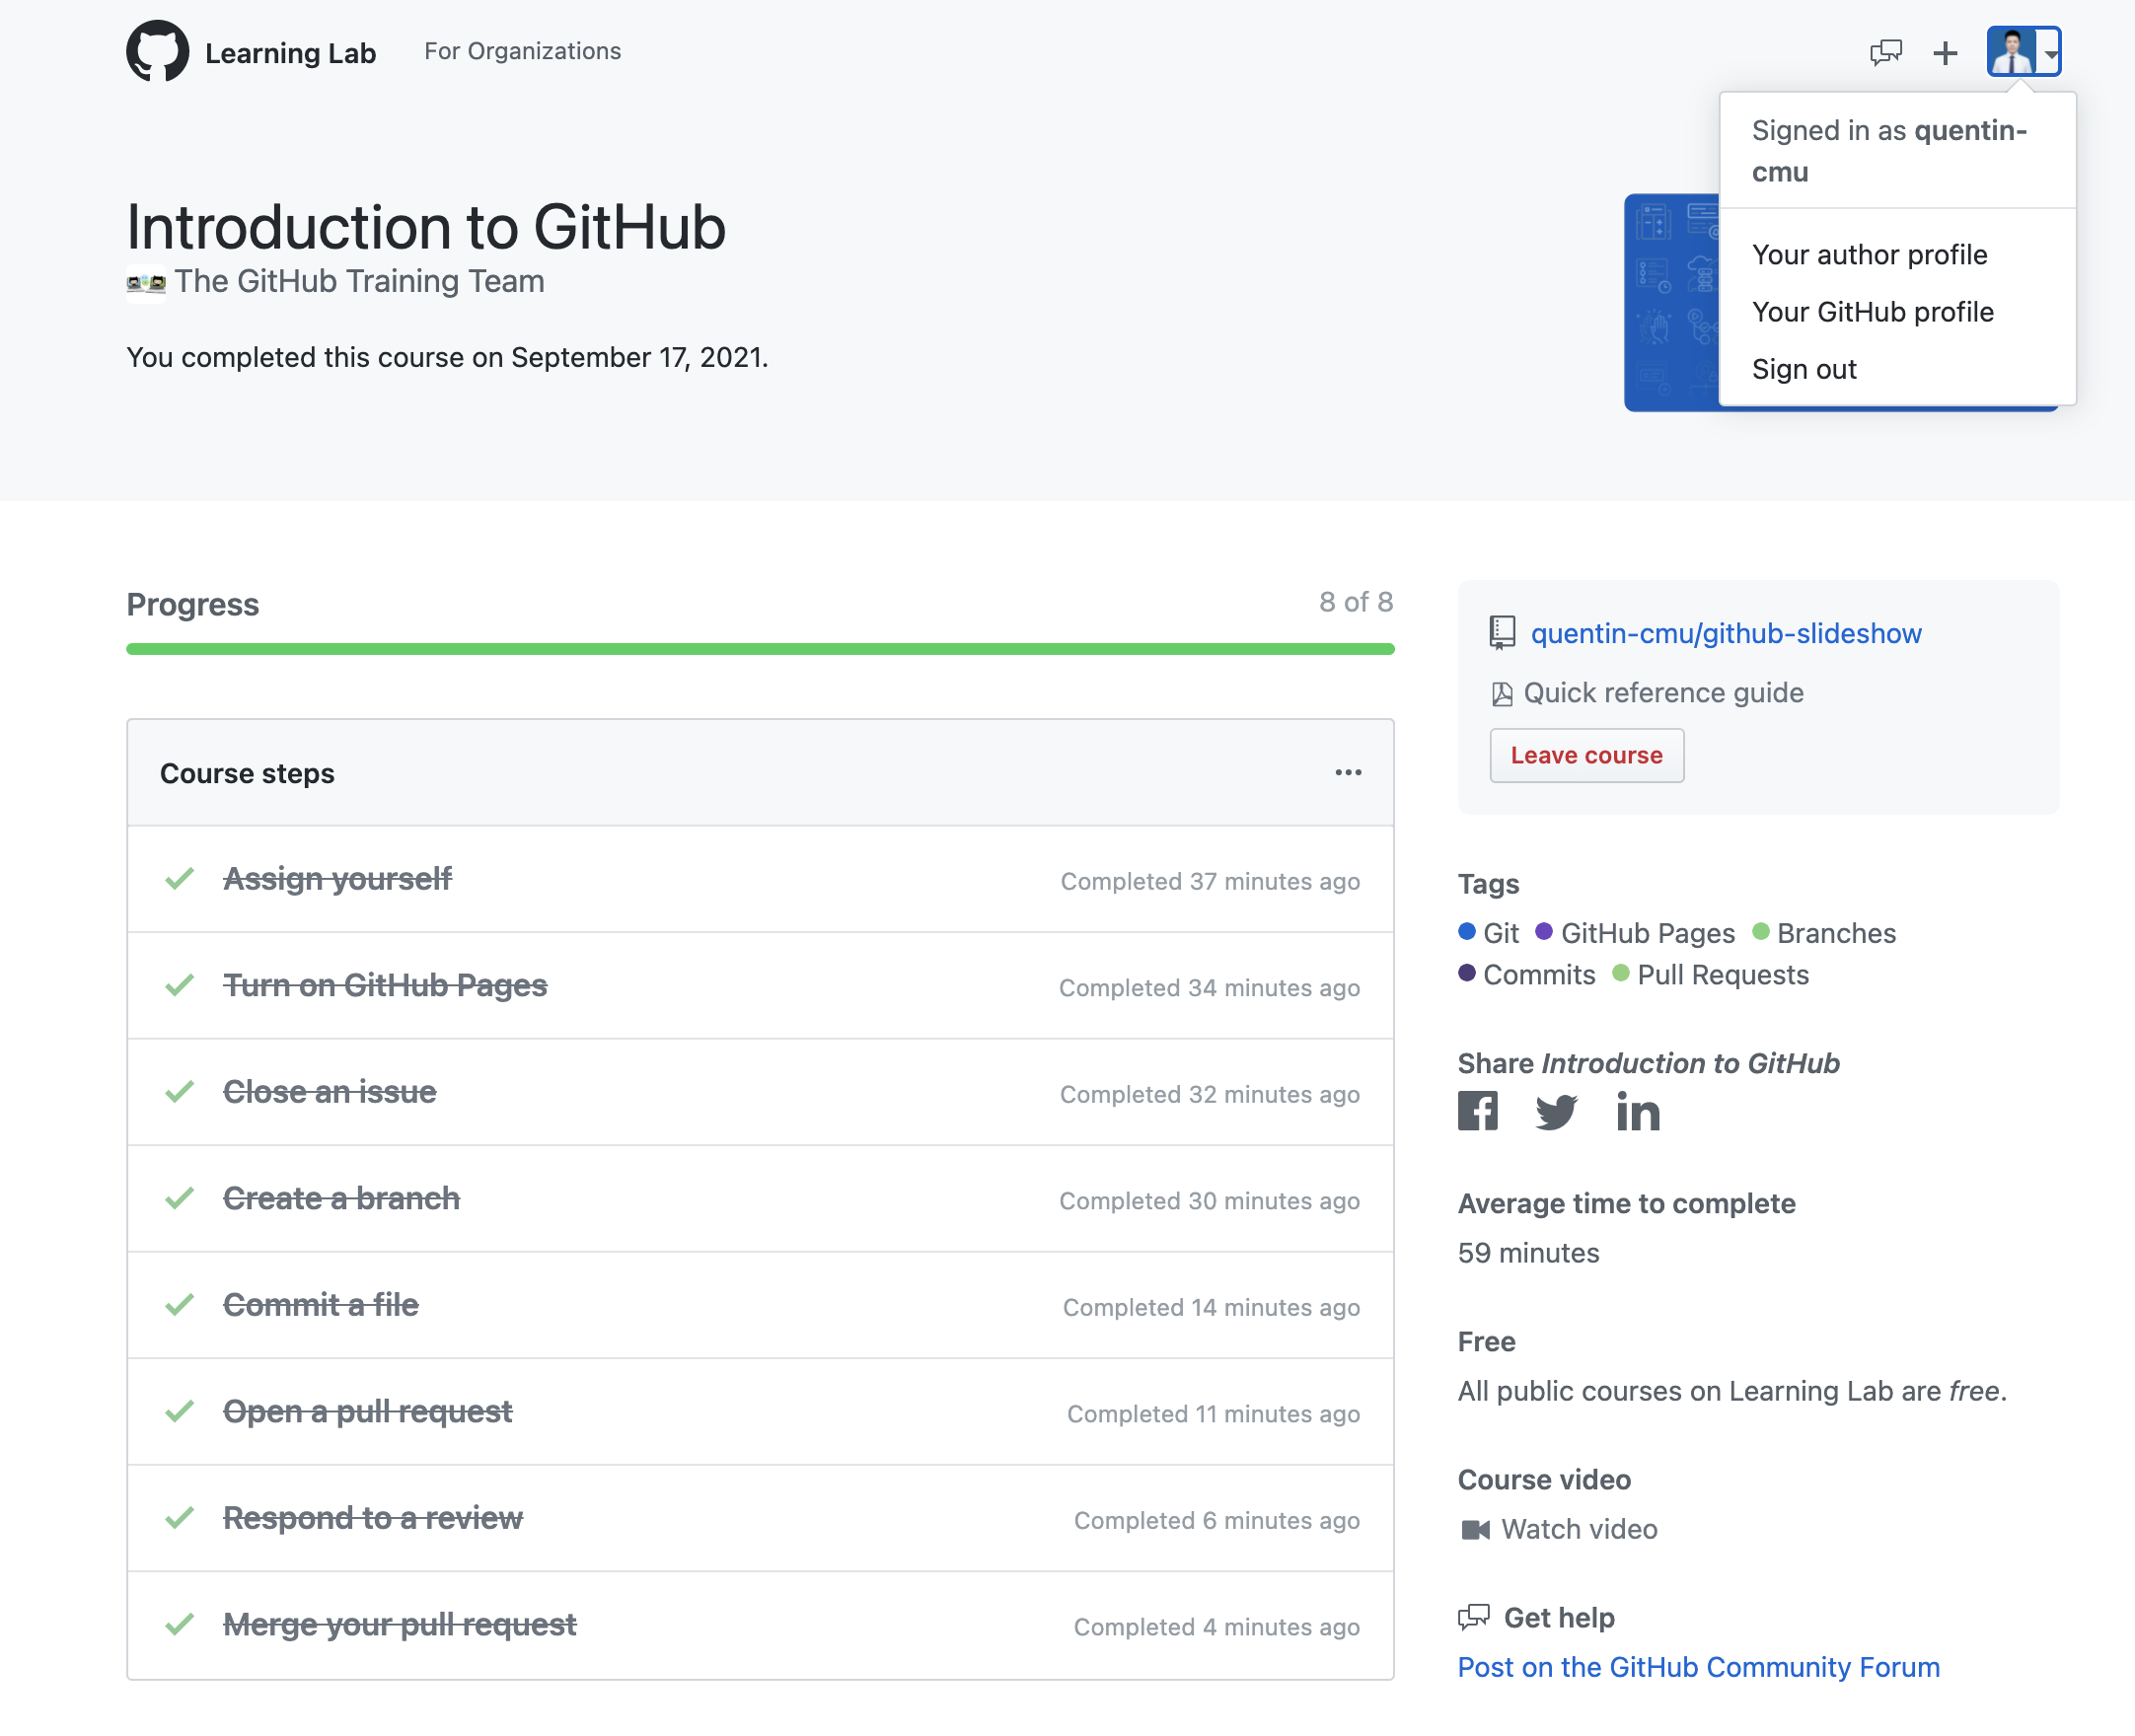 Learning Lab
For Organizations
Signed in as quentin-
cmu
Your author profile
Your GitHub profile
Sign out
Introduction to GitHub
The GitHub Training Team
You completed this course on September 17, 2021.
Progress
8 of 8
Course steps
Assign yourself
Completed 37 minutes ago
Turn on GitHub Pages
Completed 34 minutes ago
Close an issue
Completed 32 minutes ago
Create a branch
Completed 30 minutes ago
Commit a file
Completed 14 minutes ago
Open a pull request
Completed 11 minutes ago
Respond to a review
Completed 6 minutes ago
Merge your pull request
Completed 4 minutes ago
quentin-cmu/github-slideshow
Quick reference guide
Leave course
Tags
Git GitHub Pages Branches
Commits Pull Requests
Share Introduction to GitHub
Average time to complete
59 minutes
Free
All public courses on Learning Lab are free.
Course video
Watch video
Get help
Post on the GitHub Community Forum